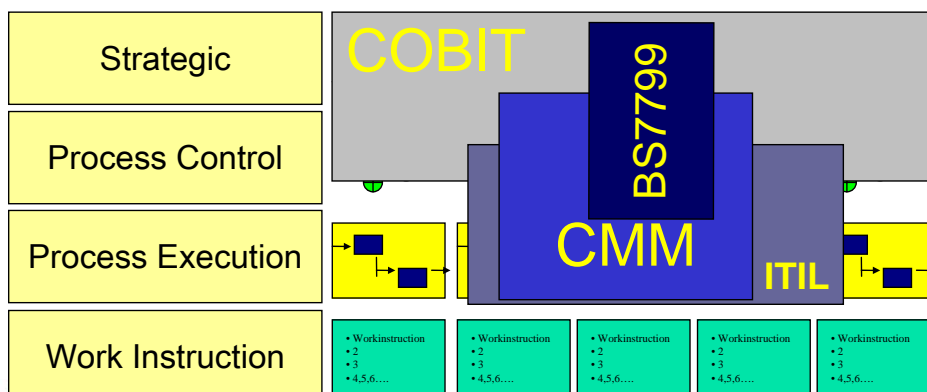 Strategic
COBIT
BS7799
Process Control
Process Execution
CMM
ITIL
Work Instruction
• Workinstruction
• 2
• 3
• 4,5,6….
• Workinstruction
• 2
• 3
• 4,5,6….
• Workinstruction
• 2
• 3
• 4,5,6….
• Workinstruction
• 2
• 3
• 4,5,6….
• Workinstruction
• 2
• 3
• 4,5,6….